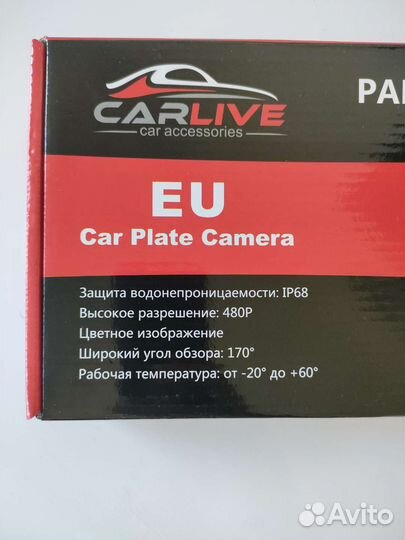 CARLIVE
car accessories
EU
Car Plate Camera
Защита водонепроницаемости: IP68
Высокое разрешение: 480P
Цветное изображение
Широкий угол обзора: 170°
Рабочая температура: от -20° до +60°
Avito